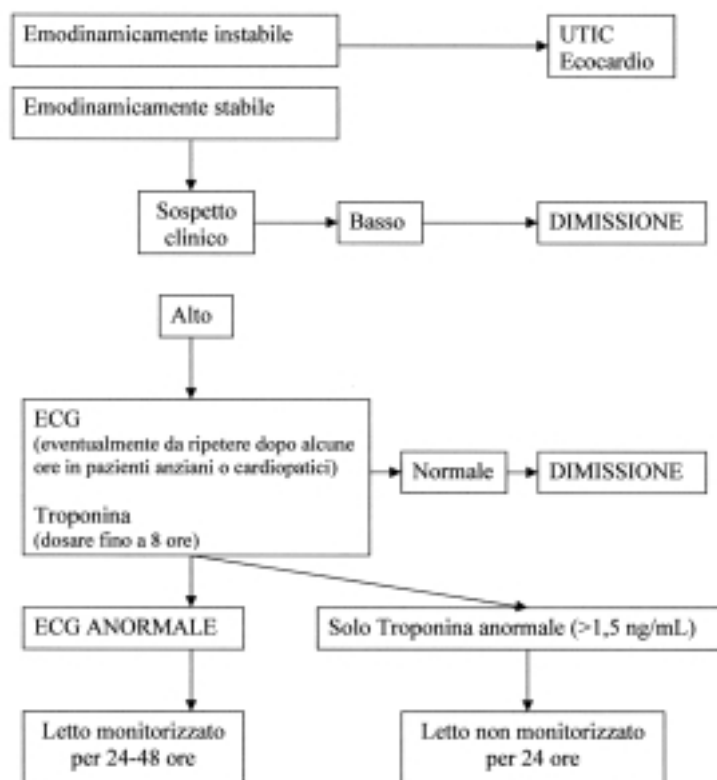 Emodinamicamente instabile
UTIC
Ecocardio
Emodinamicamente stabile
Sospetto
clinico
Basso
DIMISSIONE
Alto
ECG
(eventualmente da ripetere dopo alcune
ore in pazienti anziani o cardiopatici)
Normale
DIMISSIONE
Troponina
(dosare fino a 8 ore)
ECG ANORMALE
Solo Troponina anormale (>1,5 ng/mL)
Letto monitorizzato
per 24-48 ore
Letto non monitorizzato
per 24 ore